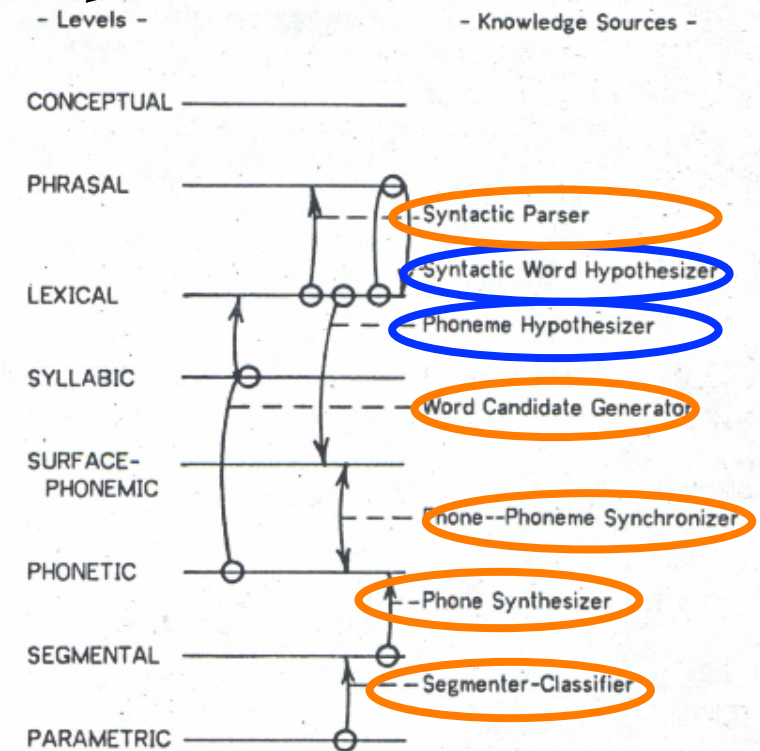 - Levels -
- Knowledge Sources -
CONCEPTUAL
PHRASAL
Syntactic Parser
Syntactic Word Hypothesizer
LEXICAL
Phoneme Hypothesizer
SYLLABIC
Word Candidate Generator
SURFACE-
PHONEMIC
Phone--Phoneme Synchronizer
PHONETIC
Phone Synthesizer
SEGMENTAL
Segmenter-Classifier
PARAMETRIC